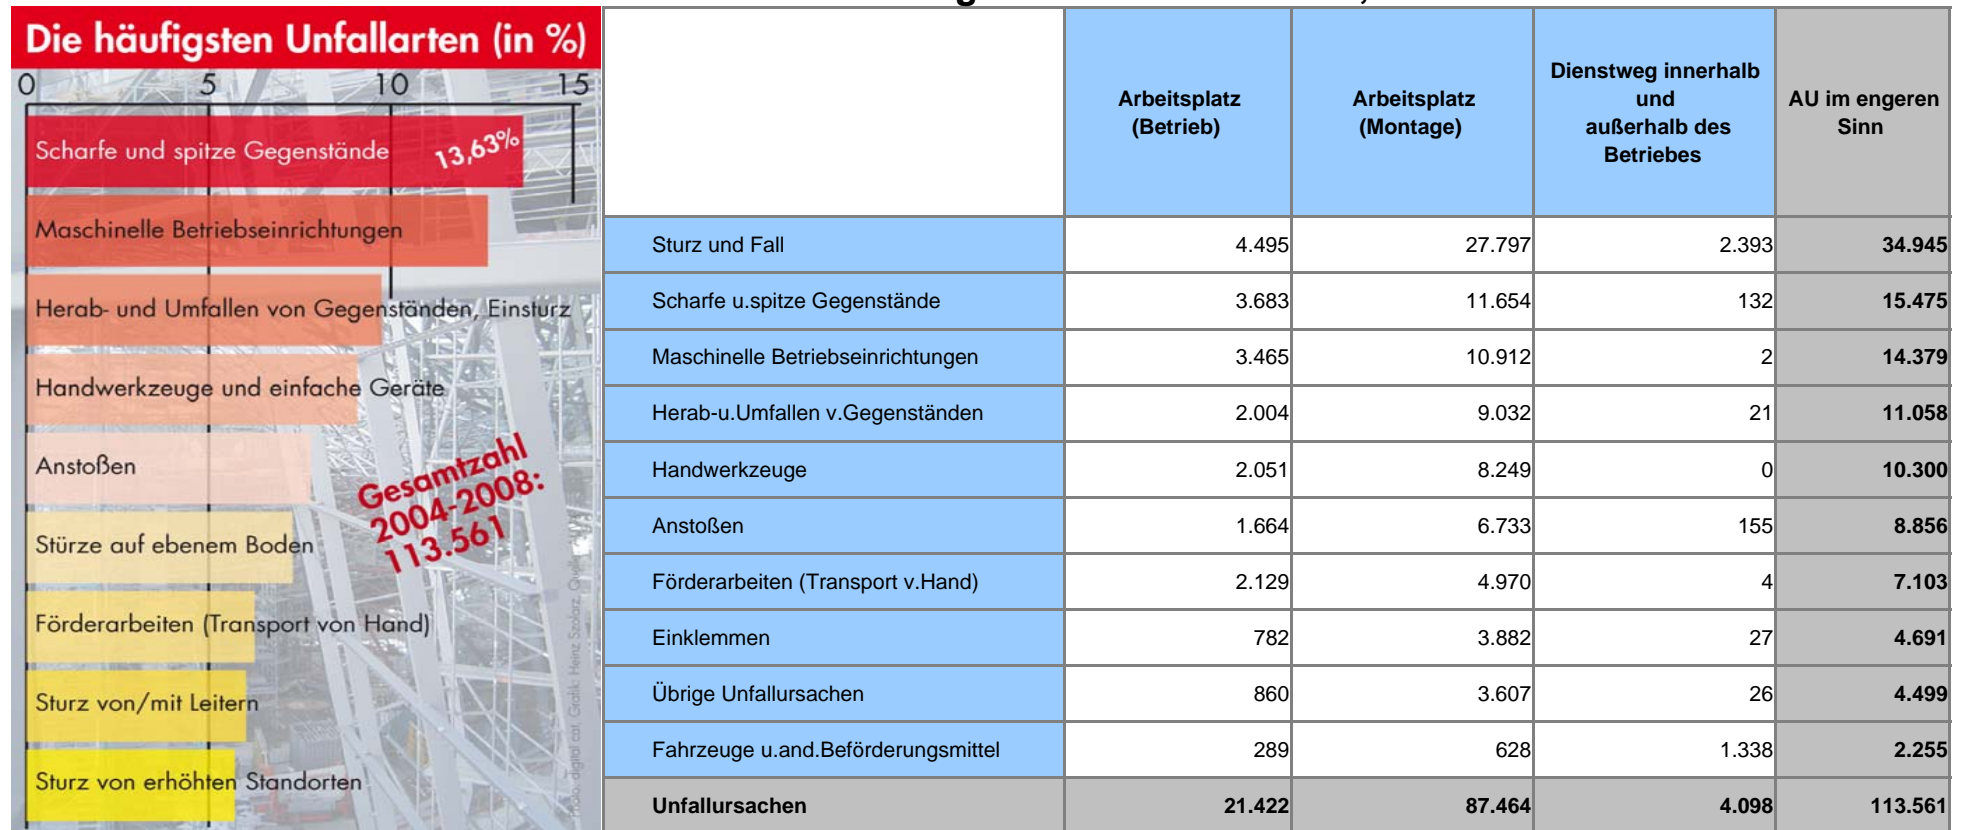 Die häufigsten Unfallarten (in %)
0 5 10 15
Scharfe und spitze Gegenstände 13,63%
Maschinelle Betriebseinrichtungen
Herab- und Umfallen von Gegenständen, Einsturz
Handwerkzeuge und einfache Geräte
Anstoßen
Stürze auf ebenem Boden
Förderarbeiten (Transport von Hand)
Sturz von/mit Leitern
Sturz von erhöhten Standorten
Gesamtzahl
2004-2008:
113.561
Arbeitsplatz
(Betrieb)
Arbeitsplatz
(Montage)
Dienstweg innerhalb
und
außerhalb des
Betriebes
AU im engeren
Sinn
Sturz und Fall 4.495 27.797 2.393 34.945
Scharfe u.spitze Gegenstände 3.683 11.654 132 15.475
Maschinelle Betriebseinrichtungen 3.465 10.912 2 14.379
Herab-u.Umfallen v.Gegenständen 2.004 9.032 21 11.058
Handwerkzeuge 2.051 8.249 0 10.300
Anstoßen 1.664 6.733 155 8.856
Förderarbeiten (Transport v.Hand) 2.129 4.970 4 7.103
Einklemmen 782 3.882 27 4.691
Übrige Unfallursachen 860 3.607 26 4.499
Fahrzeuge u.and.Beförderungsmittel 289 628 1.338 2.255
Unfallursachen 21.422 87.464 4.098 113.561